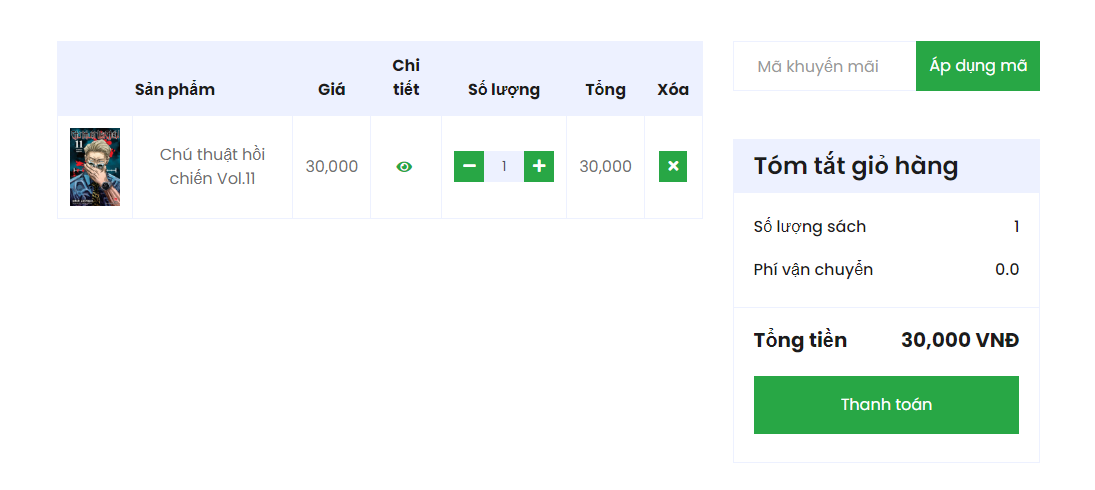 Sản phẩm Giá Chi tiết Số lượng Tổng Xóa
11
Chú thuật hồi
chiến Vol.11
30,000
1
30,000
Mã khuyến mãi Áp dụng mã
Tóm tắt giỏ hàng
Số lượng sách 1
Phí vận chuyển 0.0
Tổng tiền 30,000 VNĐ
Thanh toán